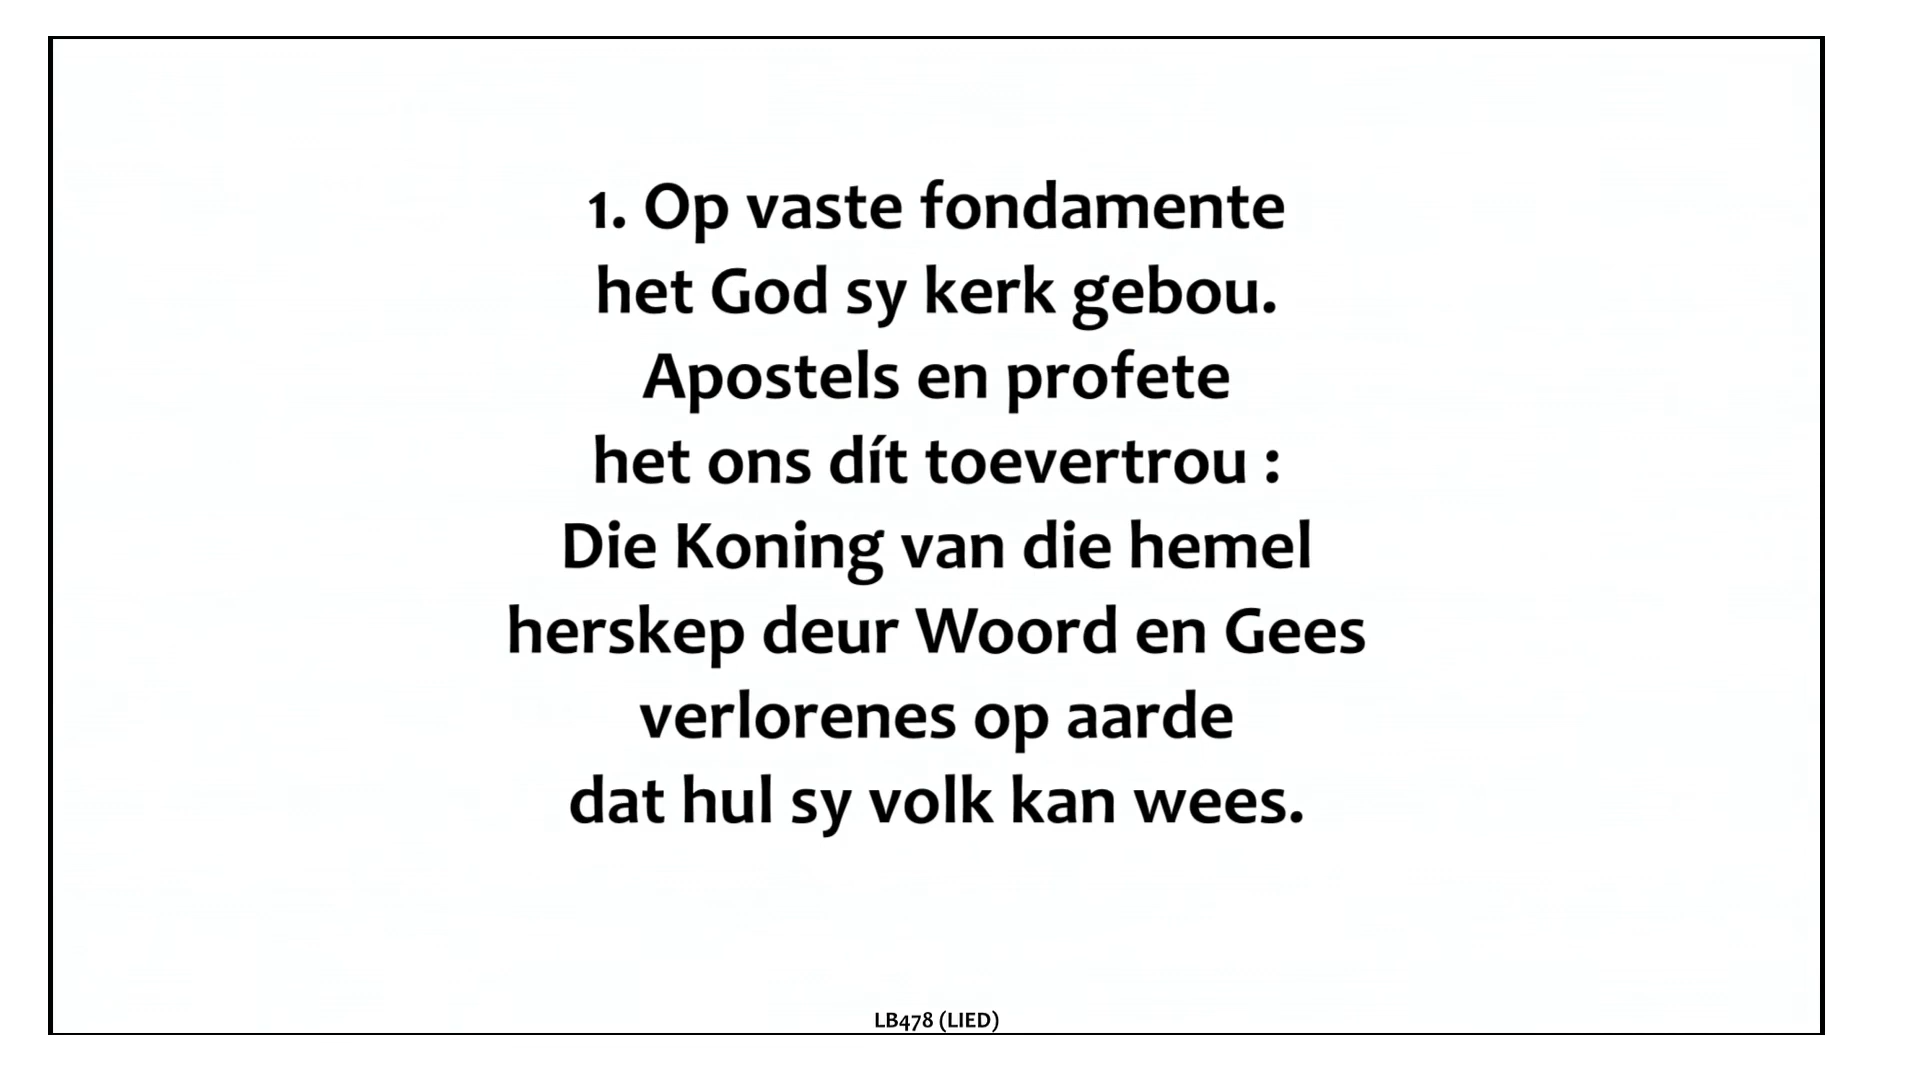 1. Op vaste fondamente
het God sy kerk gebou.
Apostels en profete
het ons dít toevertrou :
Die Koning van die hemel
herskep deur Woord en Gees
verlorenes op aarde
dat hul sy volk kan wees.
LB478 (LIED)